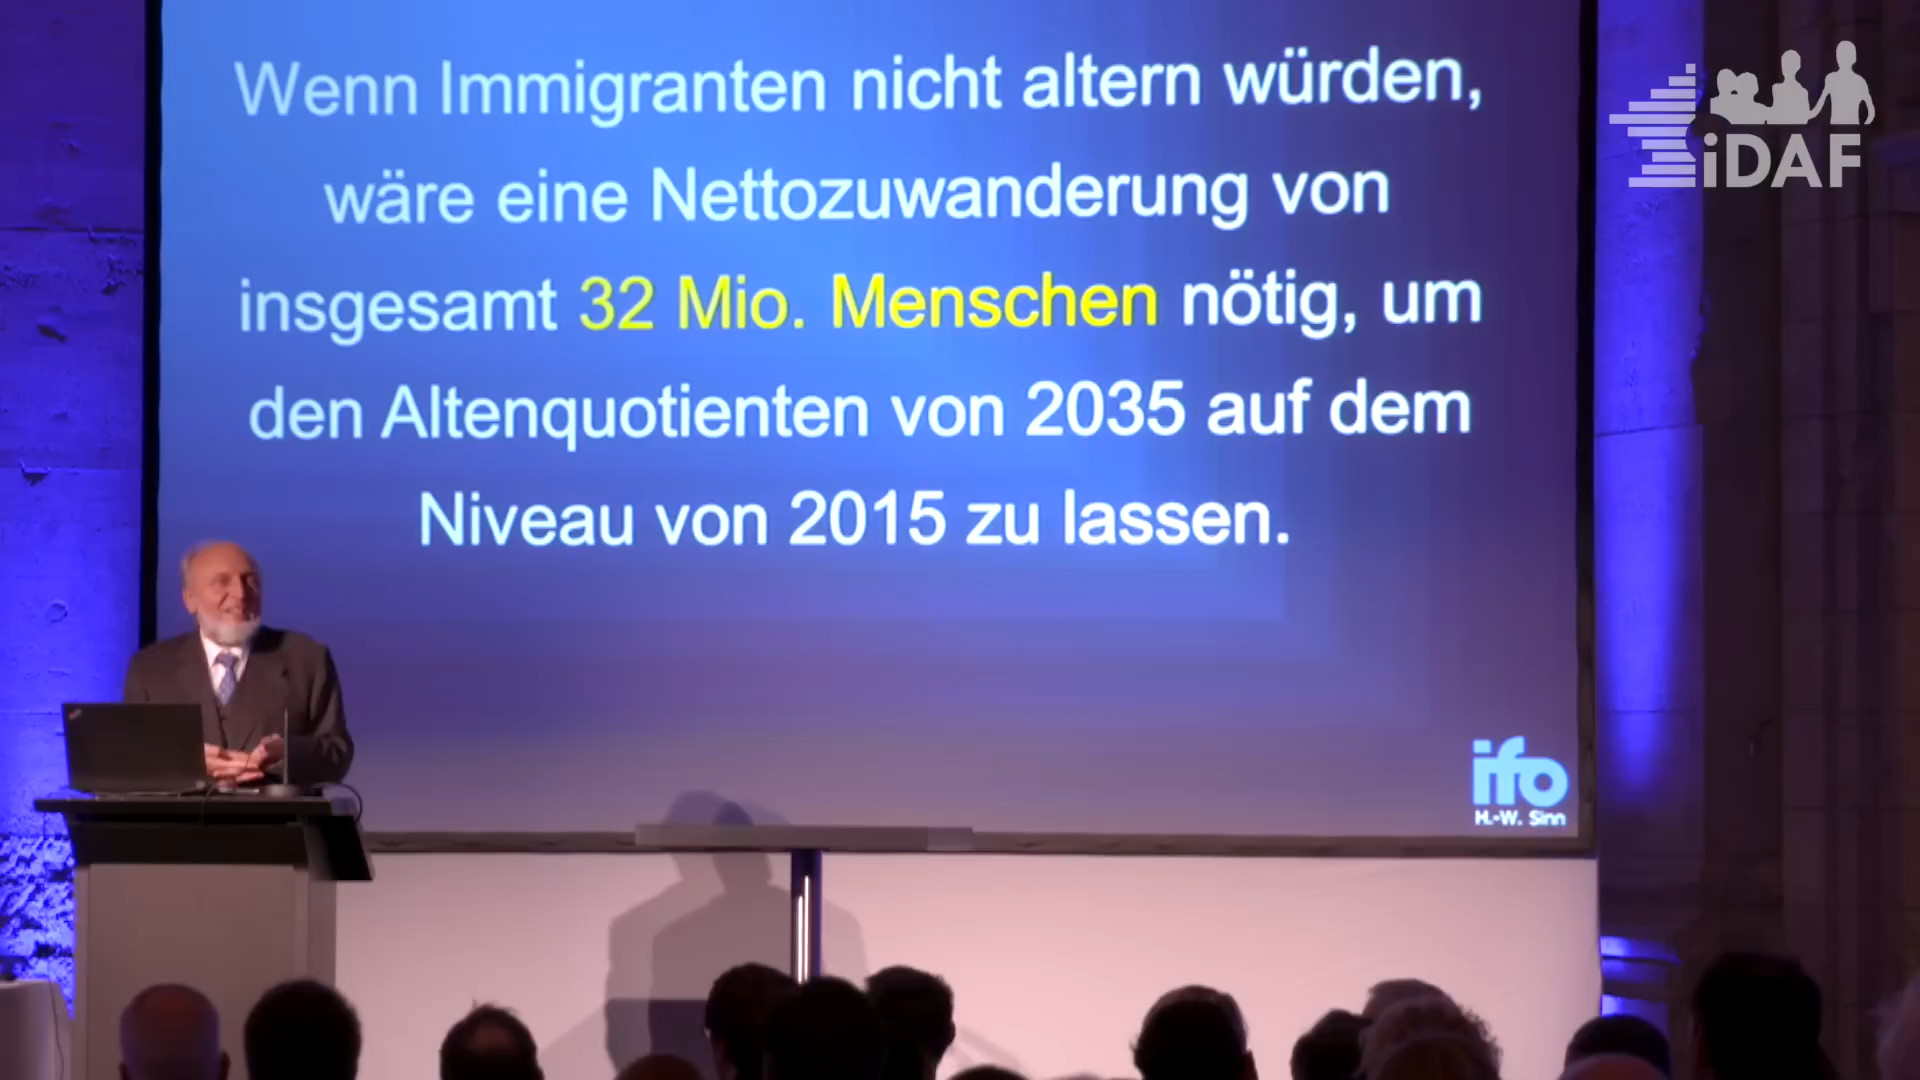 Wenn Immigranten nicht altern würden,
wäre eine Nettozuwanderung von
insgesamt 32 Mio. Menschen nötig, um
den Altenquotienten von 2035 auf dem
Niveau von 2015 zu lassen.
iDAF
ifo
H.-W. Sinn